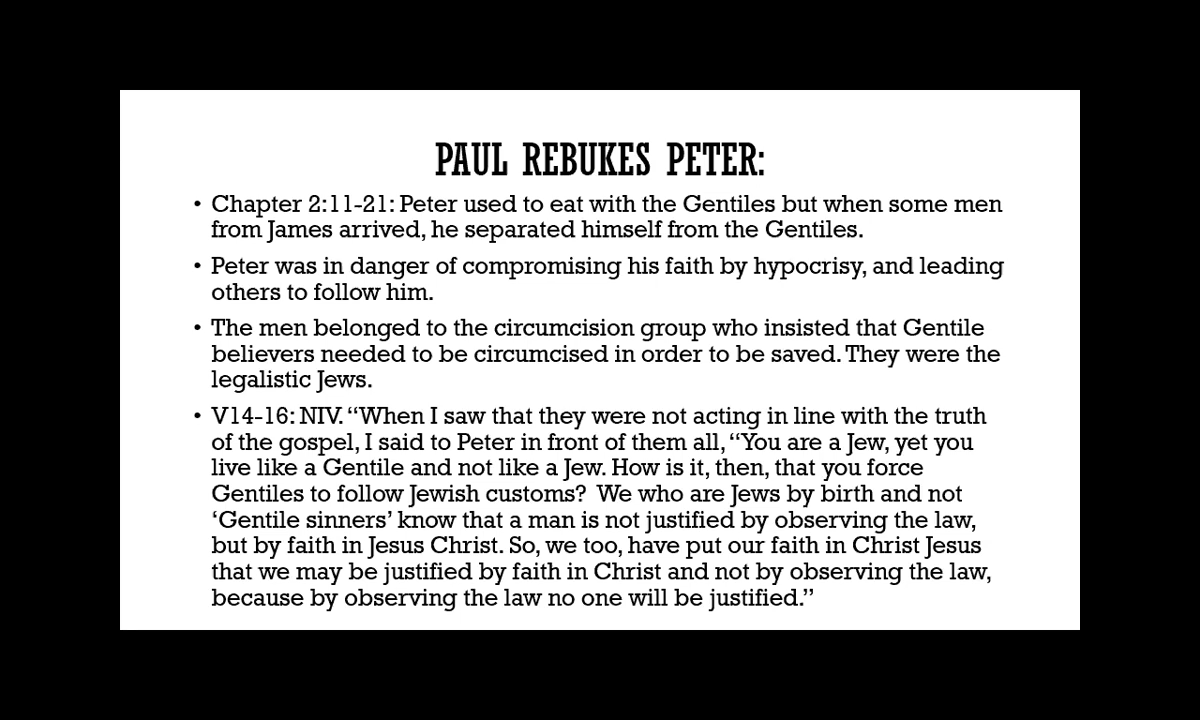 PAUL REBUKES PETER:
• Chapter 2:11-21: Peter used to eat with the Gentiles but when some men
from James arrived, he separated himself from the Gentiles.
• Peter was in danger of compromising his faith by hypocrisy, and leading
others to follow him.
• The men belonged to the circumcision group who insisted that Gentile
believers needed to be circumcised in order to be saved. They were the
legalistic Jews.
• V14-16: NIV. “When I saw that they were not acting in line with the truth
of the gospel, I said to Peter in front of them all, “You are a Jew, yet you
live like a Gentile and not like a Jew. How is it, then, that you force
Gentiles to follow Jewish customs?  We who are Jews by birth and not
‘Gentile sinners’ know that a man is not justified by observing the law,
but by faith in Jesus Christ. So, we too, have put our faith in Christ Jesus
that we may be justified by faith in Christ and not by observing the law,
because by observing the law no one will be justified.”